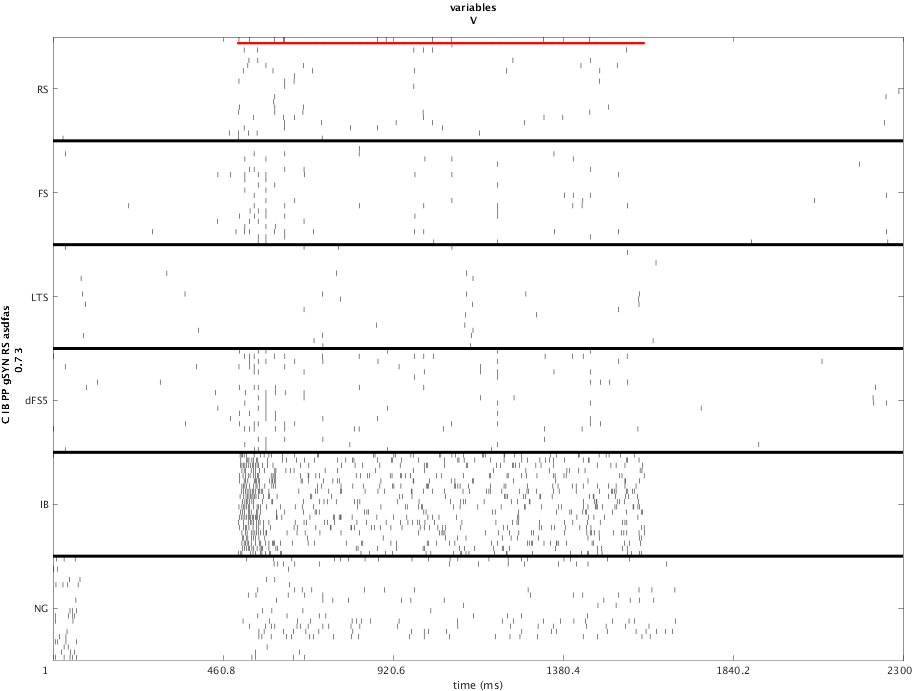 variables
V
RS
FS
LTS
dFS5
IB
NG
C IB PP gSYN RS asdfas
0.7 3
1
460.8
920.6
1380.4
1840.2
2300
time (ms)